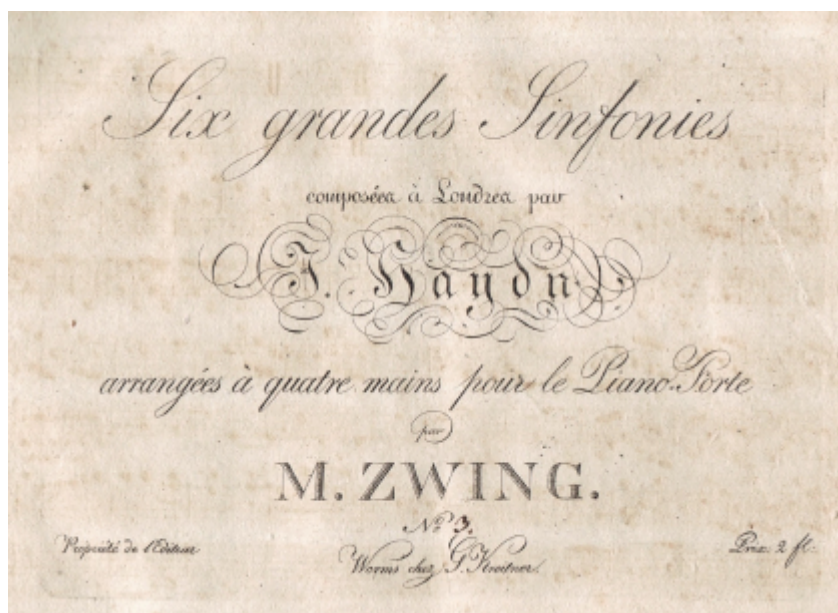 Six grandes Sinfonies
composées à Londres par
J. Haydn
arrangées à quatre mains pour le Piano-Forte
par
M. ZWING.
Nº 3.
Propriété de l'Editeur
Worms chez G. Kreitner.
Prix 2 fl.